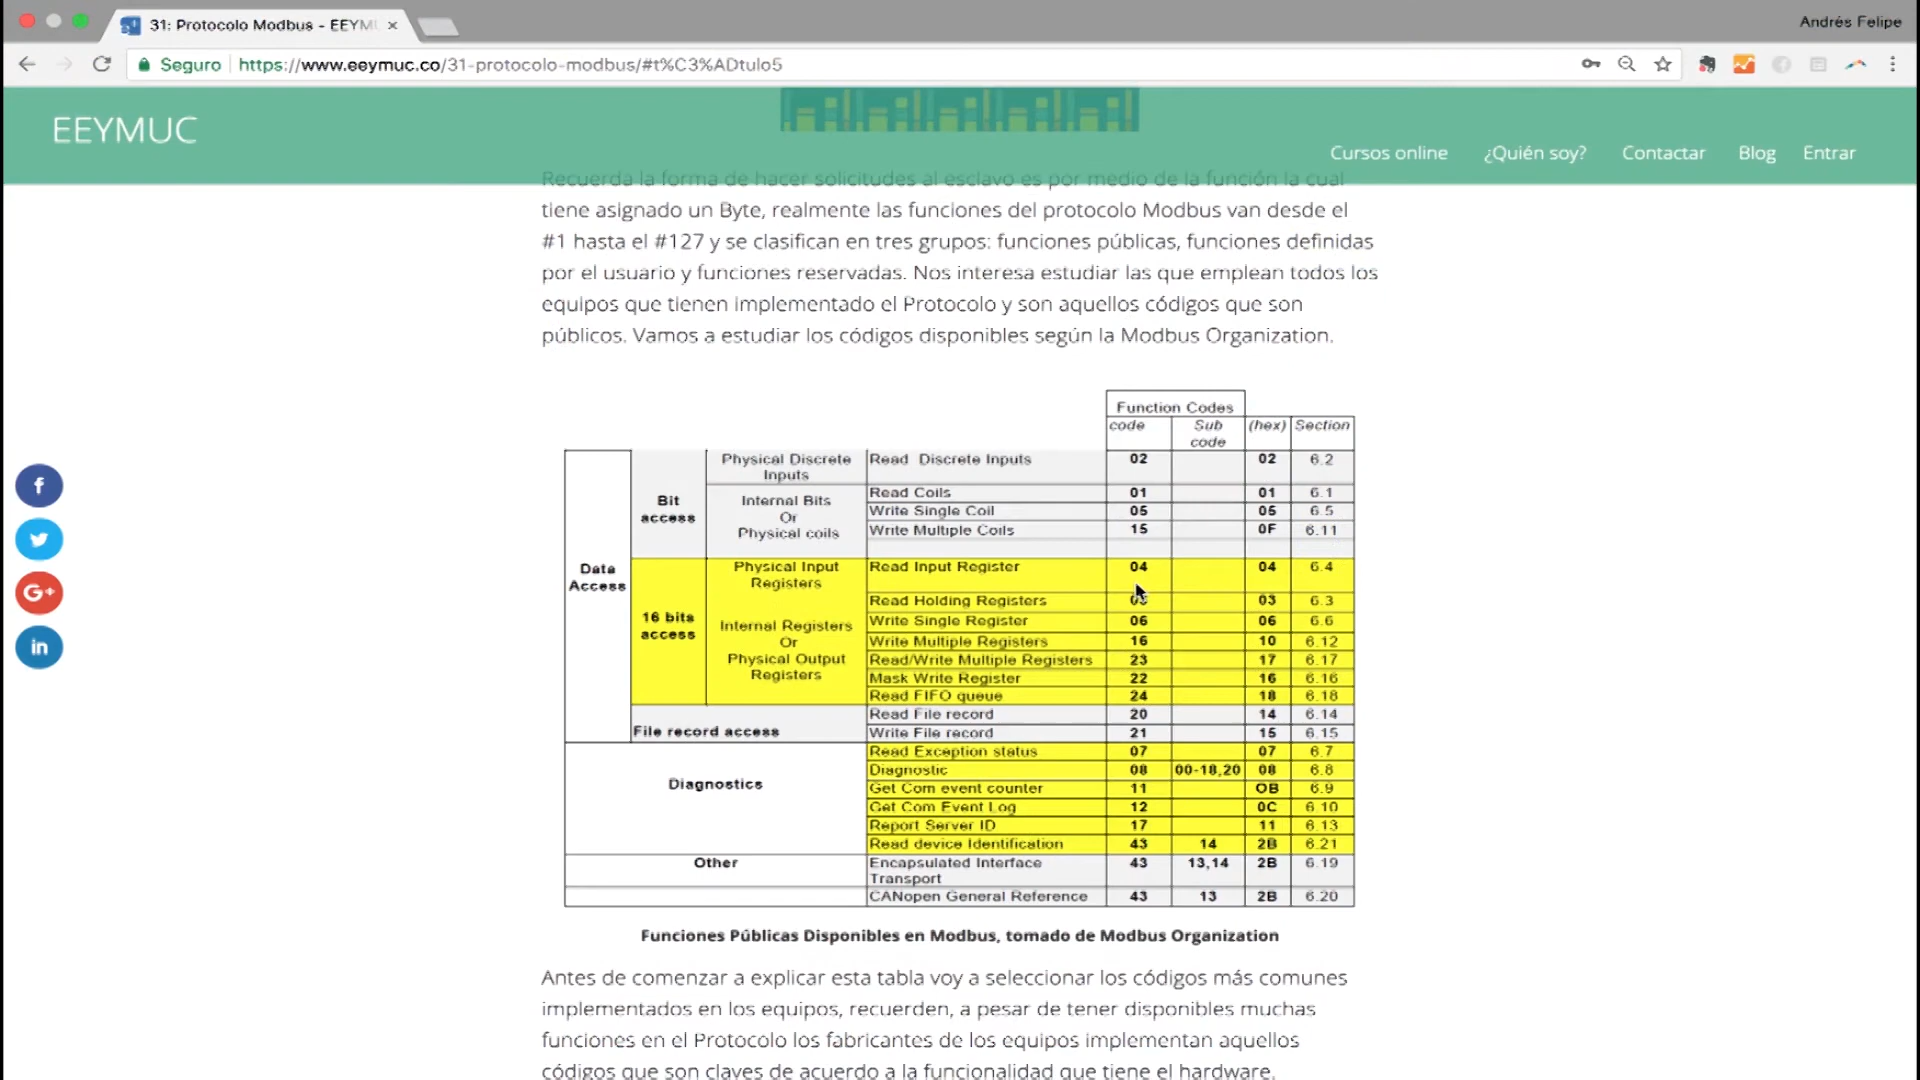 31: Protocolo Modbus - EEYMU
Andrés Felipe
Seguro https://www.eeymuc.co/31-protocolo-modbus/#t%C3%ADtulo5
EEYMUC
Cursos online ¿Quién soy? Contactar Blog Entrar
Recuerda la forma de hacer solicitudes al esclavo es por medio de la función la cual
tiene asignado un Byte, realmente las funciones del protocolo Modbus van desde el
#1 hasta el #127 y se clasifican en tres grupos: funciones públicas, funciones definidas
por el usuario y funciones reservadas. Nos interesa estudiar las que emplean todos los
equipos que tienen implementado el Protocolo y son aquellos códigos que son
públicos. Vamos a estudiar los códigos disponibles según la Modbus Organization.
Function Codes
code Sub code (hex) Section
Data Access
Bit access
Physical Discrete Inputs
Read Discrete Inputs 02 02 6.2
Internal Bits Or Physical coils
Read Coils 01 01 6.1
Write Single Coil 05 05 6.5
Write Multiple Coils 15 0F 6.11
16 bits access
Physical Input Registers
Read Input Register 04 04 6.4
Internal Registers Or Physical Output Registers
Read Holding Registers 03 03 6.3
Write Single Register 06 06 6.6
Write Multiple Registers 16 10 6.12
Read/Write Multiple Registers 23 17 6.17
Mask Write Register 22 16 6.16
Read FIFO queue 24 18 6.18
File record access
Read File record 20 14 6.14
Write File record 21 15 6.15
Diagnostics
Read Exception status 07 07 6.7
Diagnostic 08 00-18,20 08 6.8
Get Com event counter 11 OB 6.9
Get Com Event Log 12 0C 6.10
Report Server ID 17 11 6.13
Read device Identification 43 14 2B 6.21
Other
Encapsulated Interface Transport 43 13,14 2B 6.19
CANopen General Reference 43 13 2B 6.20
Funciones Públicas Disponibles en Modbus, tomado de Modbus Organization
Antes de comenzar a explicar esta tabla voy a seleccionar los códigos más comunes
implementados en los equipos, recuerden, a pesar de tener disponibles muchas
funciones en el Protocolo los fabricantes de los equipos implementan aquellos
códigos que son claves de acuerdo a la funcionalidad que tiene el hardware.
f
G+
in